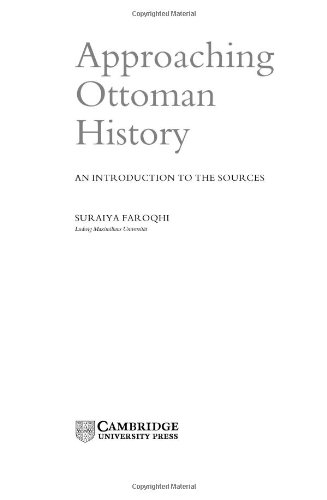 Approaching
Ottoman
History
AN INTRODUCTION TO THE SOURCES
SURAIYA FAROQHI
Ludwig Maximilians Universität
CAMBRIDGE
UNIVERSITY PRESS